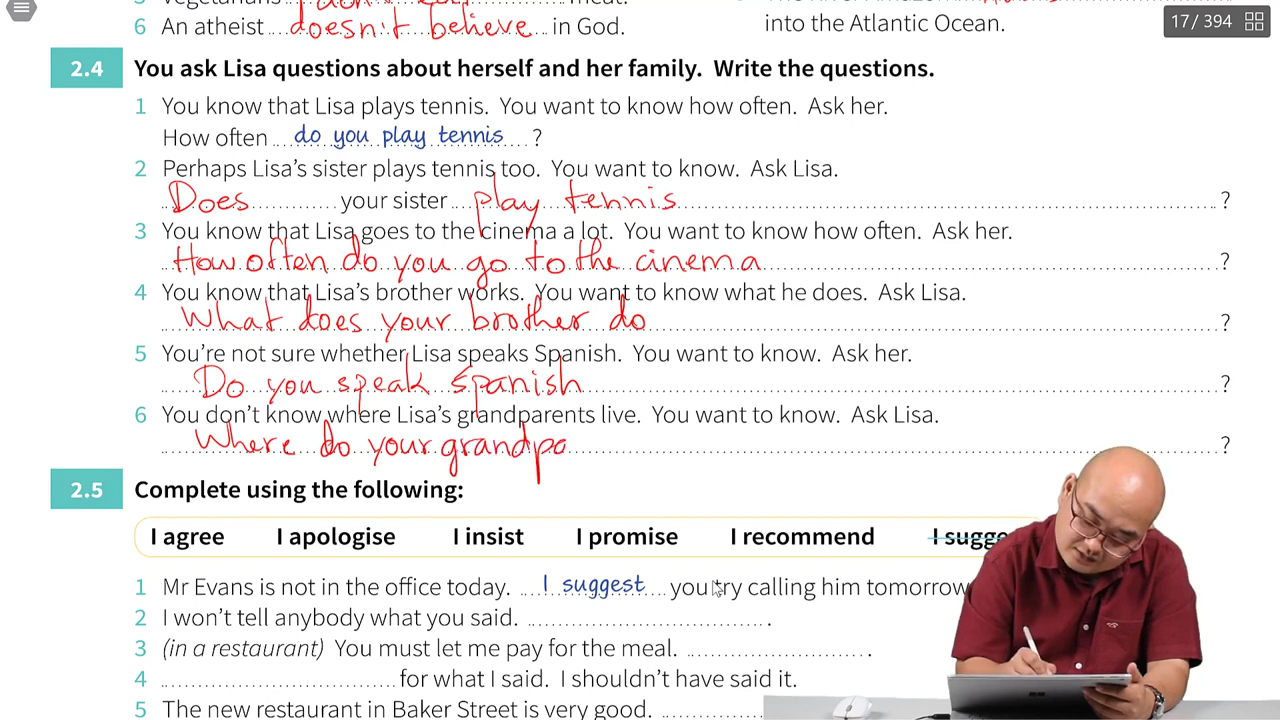 17 / 394
6 An atheist doesn't believe in God.
into the Atlantic Ocean.
2.4 You ask Lisa questions about herself and her family. Write the questions.
1 You know that Lisa plays tennis. You want to know how often. Ask her.
How often do you play tennis ?
2 Perhaps Lisa's sister plays tennis too. You want to know. Ask Lisa.
Does your sister play tennis ?
3 You know that Lisa goes to the cinema a lot. You want to know how often. Ask her.
How often do you go to the cinema ?
4 You know that Lisa's brother works. You want to know what he does. Ask Lisa.
What does your brother do ?
5 You're not sure whether Lisa speaks Spanish. You want to know. Ask her.
Do you speak spanish ?
6 You don't know where Lisa's grandparents live. You want to know. Ask Lisa.
Where do your grandpa ?
2.5 Complete using the following:
I agree I apologise I insist I promise I recommend I sugge
1 Mr Evans is not in the office today. I suggest you try calling him tomorrow
2 I won't tell anybody what you said. .
3 (in a restaurant) You must let me pay for the meal. .
4 for what I said. I shouldn't have said it.
5 The new restaurant in Baker Street is very good.